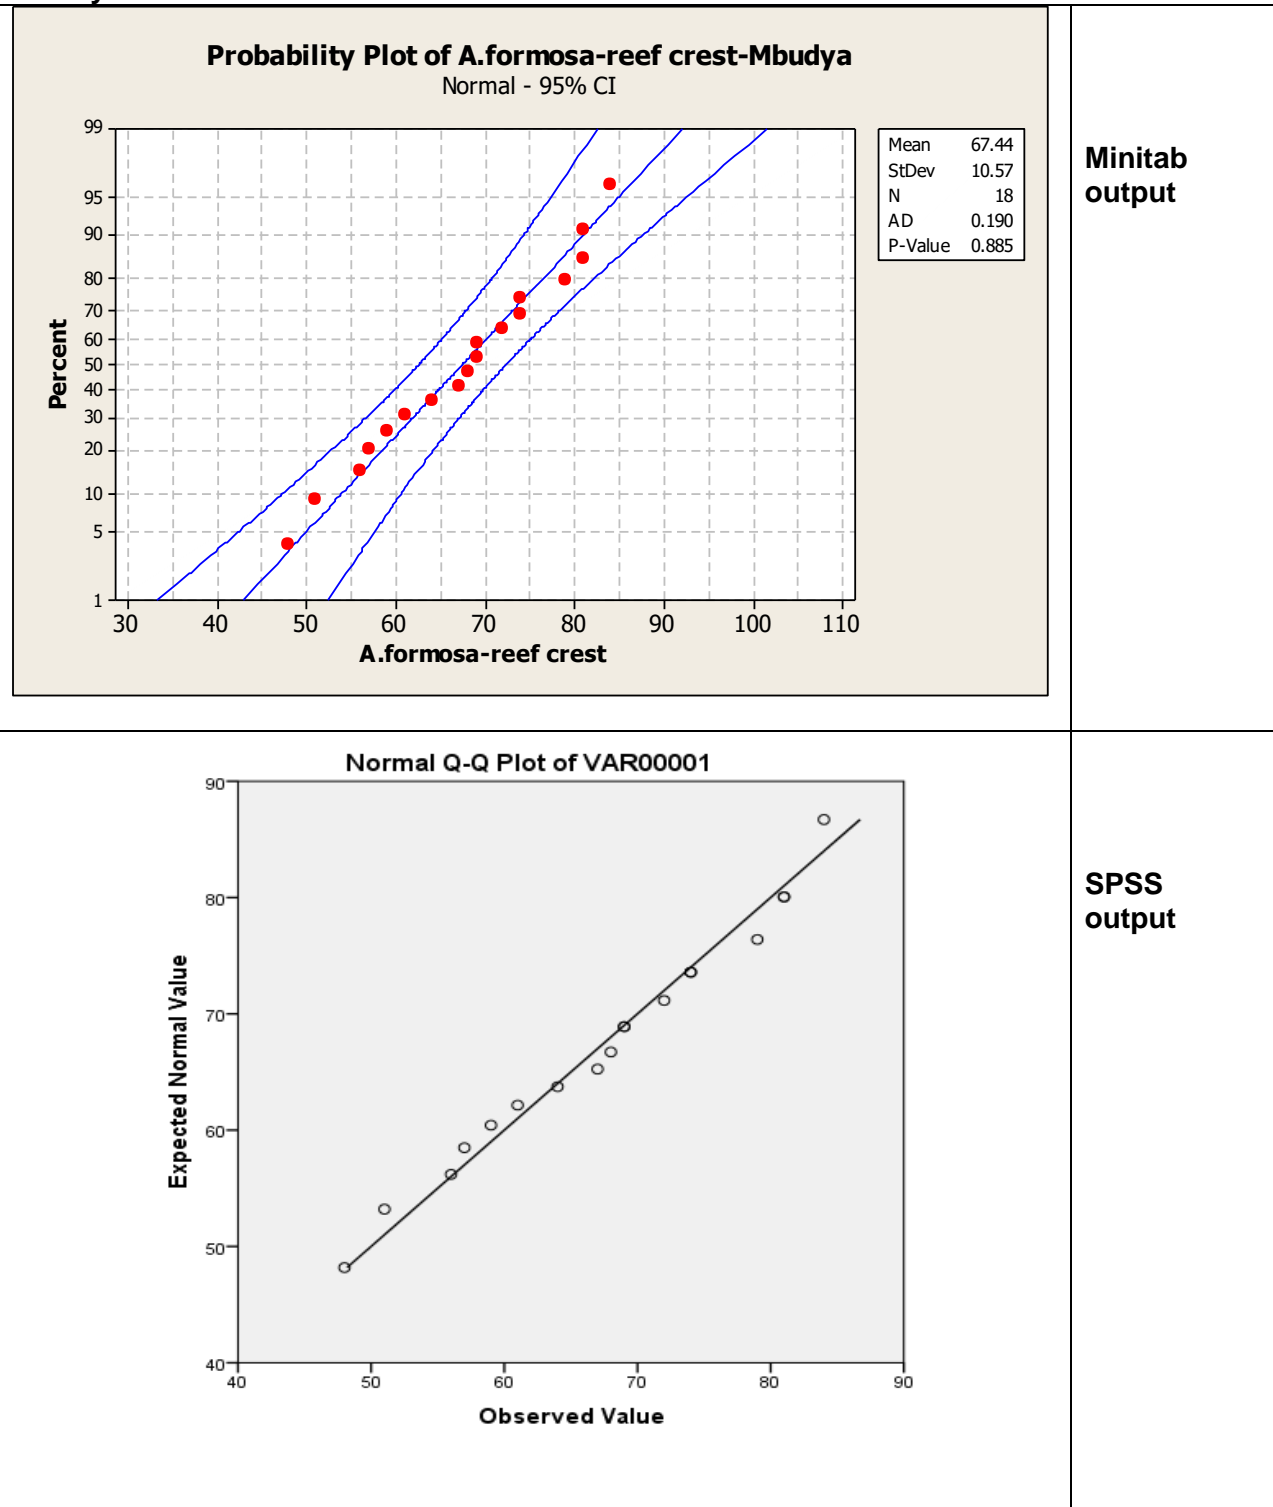 Probability Plot of A.formosa-reef crest-Mbudya
Normal - 95% CI
99
95
90
80
70
60
50
40
30
20
10
5
1
Percent
30 40 50 60 70 80 90 100 110
A.formosa-reef crest
Mean 67.44
StDev 10.57
N 18
AD 0.190
P-Value 0.885
Minitab
output
Normal Q-Q Plot of VAR00001
90
80
70
60
50
40
Expected Normal Value
40 50 60 70 80 90
Observed Value
SPSS
output